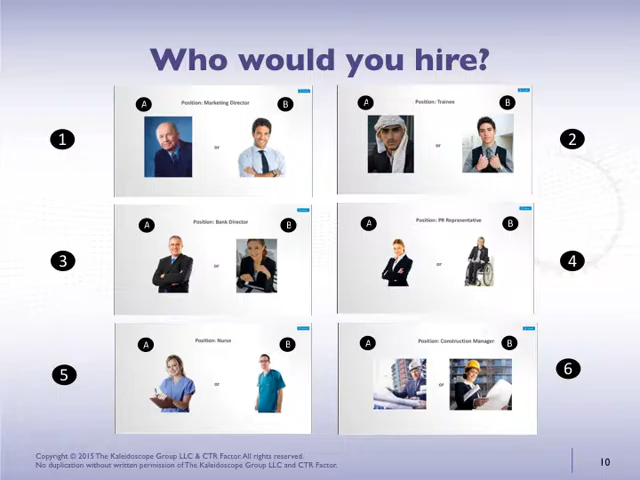 Who would you hire?
1
A
Position: Marketing Director
B
or
A
Position: Trainee
B
or
2
3
A
Position: Bank Director
B
or
A
Position: PR Representative
B
or
4
5
A
Position: Nurse
B
or
A
Position: Construction Manager
B
or
6
Copyright © 2015 The Kaleidoscope Group LLC & CTR Factor. All rights reserved.
No duplication without written permission of The Kaleidoscope Group LLC and CTR Factor.
10